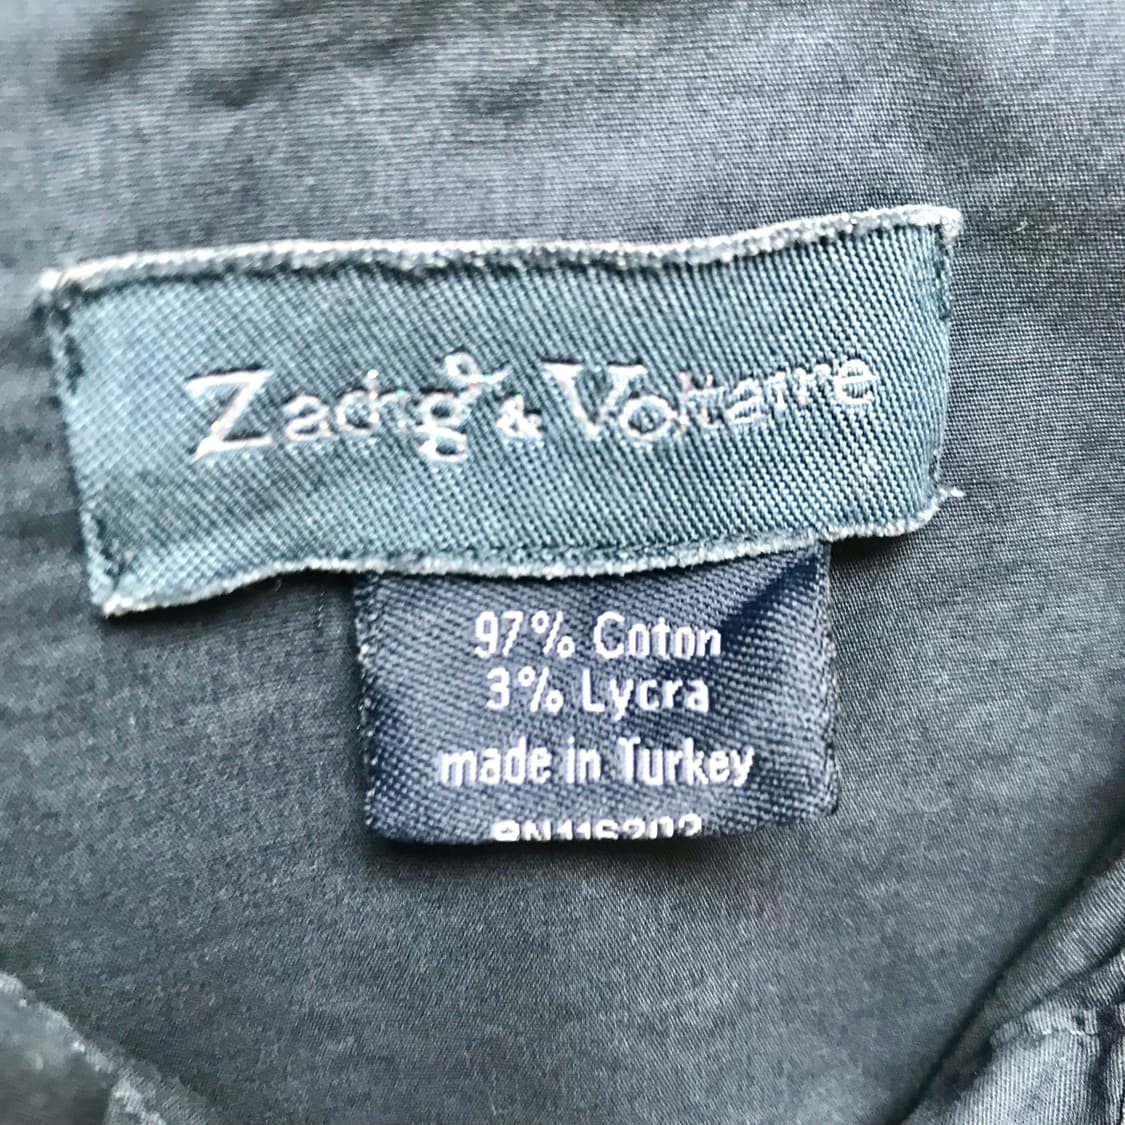 Zadig & Voltaire
97% Coton
3% Lycra
made in Turkey